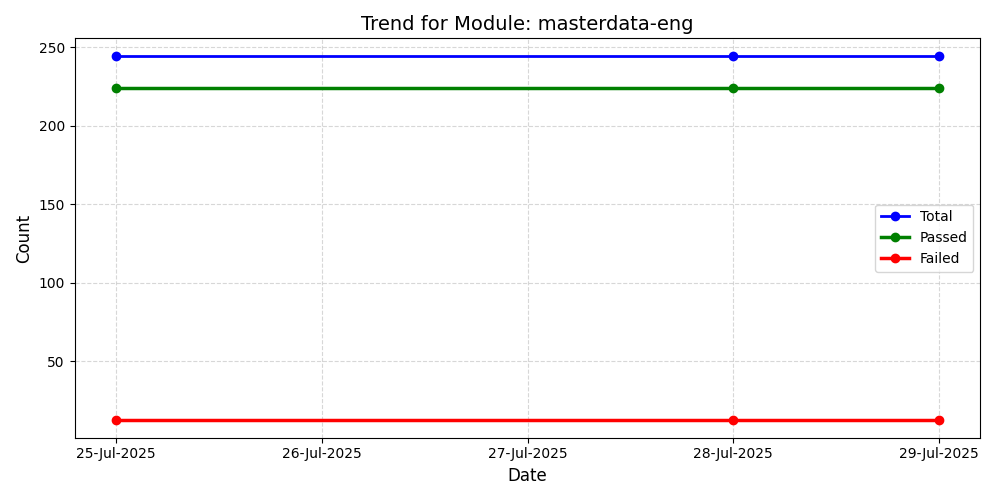 Trend for Module: masterdata-eng
250
200
150
100
50
Count
Total
Passed
Failed
25-Jul-2025 26-Jul-2025 27-Jul-2025 28-Jul-2025 29-Jul-2025
Date